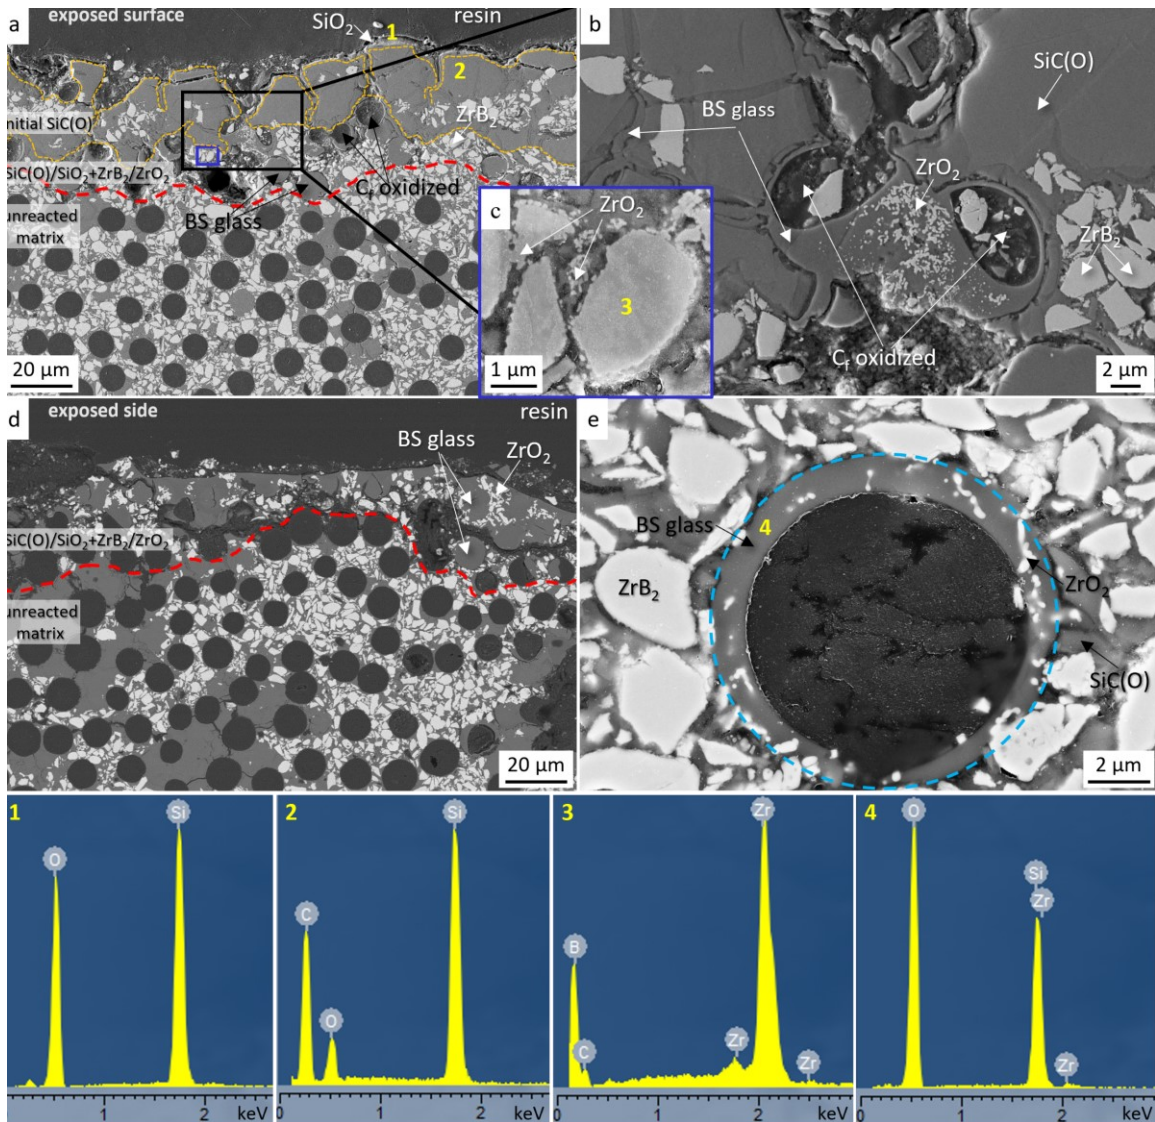 a
exposed surface
SiO₂
1
resin
2
initial SiC(O)
ZrB₂
SiC(O)/SiO₂+ZrB₂/ZrO₂
Cf oxidized
BS glass
unreacted
matrix
20 µm
b
SiC(O)
BS glass
ZrO₂
ZrB₂
Cf oxidized
2 µm
c
ZrO₂
3
1 µm
d
exposed side
resin
BS glass
ZrO₂
SiC(O)/SiO₂+ZrB₂/ZrO₂
unreacted
matrix
20 µm
e
BS glass
4
ZrB₂
ZrO₂
SiC(O)
2 µm
1
O
Si
1
2
keV
2
C
O
Si
0
1
2
keV
3
B
C
Zr
Zr
Zr
0
1
2
keV
4
O
Si
Zr
Zr
0
1
2
keV